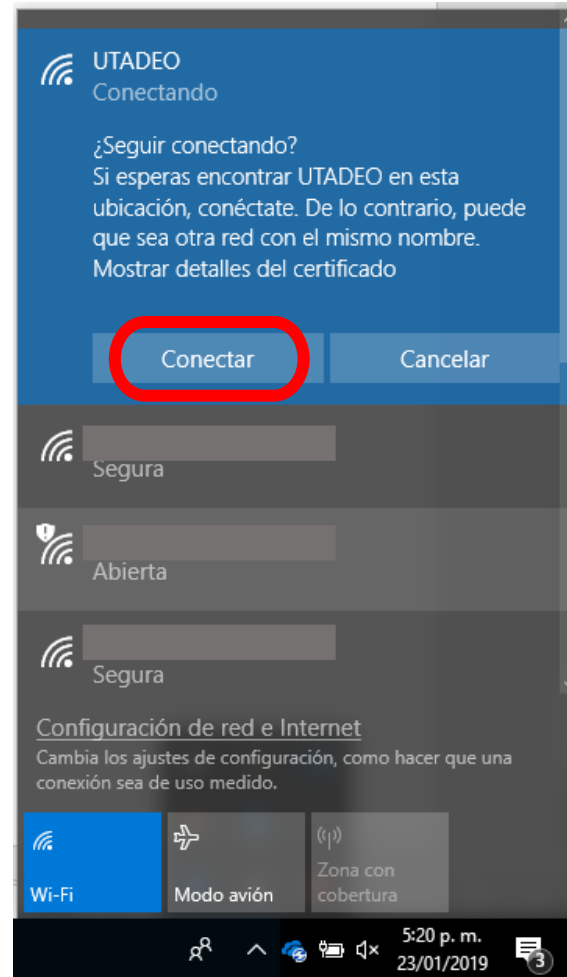 UTADEO
Conectando
¿Seguir conectando?
Si esperas encontrar UTADEO en esta
ubicación, conéctate. De lo contrario, puede
que sea otra red con el mismo nombre.
Mostrar detalles del certificado
Conectar Cancelar
Segura
Abierta
Segura
Configuración de red e Internet
Cambia los ajustes de configuración, como hacer que una
conexión sea de uso medido.
Wi-Fi Modo avión Zona con
cobertura
5:20 p. m.
23/01/2019 3